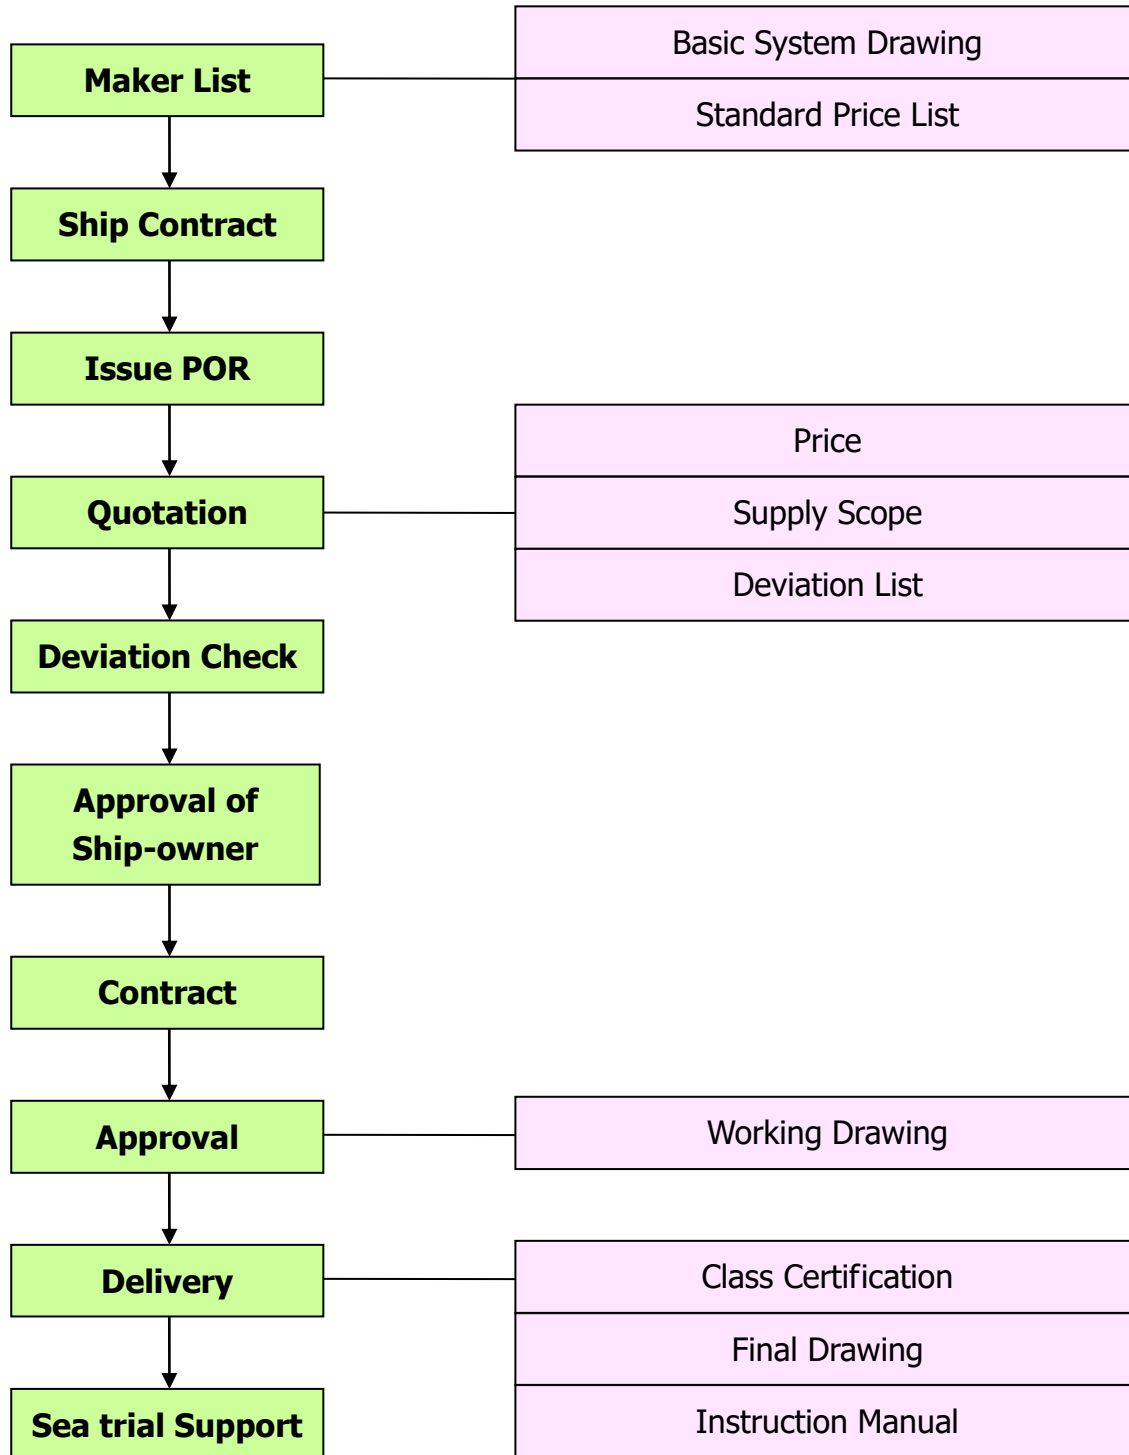 Maker List
Basic System Drawing
Standard Price List
Ship Contract
Issue POR
Quotation
Price
Supply Scope
Deviation List
Deviation Check
Approval of
Ship-owner
Contract
Approval
Working Drawing
Delivery
Class Certification
Final Drawing
Sea trial Support
Instruction Manual